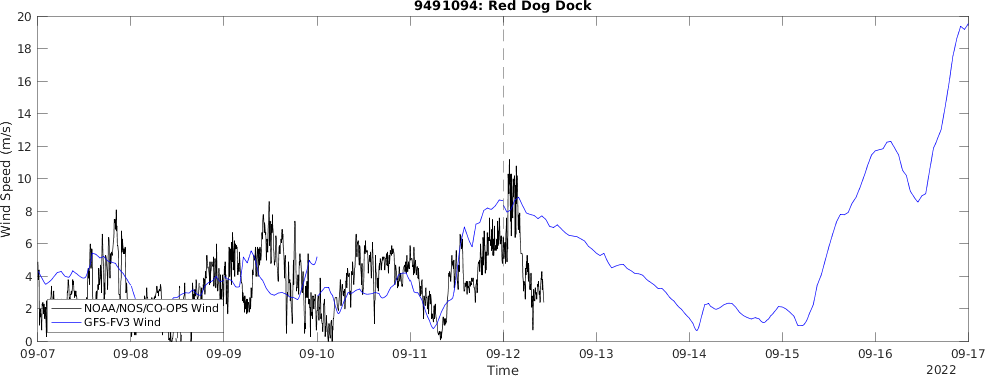 9491094: Red Dog Dock
Wind Speed (m/s)
20
18
16
14
12
10
8
6
4
2
0
NOAA/NOS/CO-OPS Wind
GFS-FV3 Wind
09-07 09-08 09-09 09-10 09-11 09-12 09-13 09-14 09-15 09-16 09-17
Time
2022